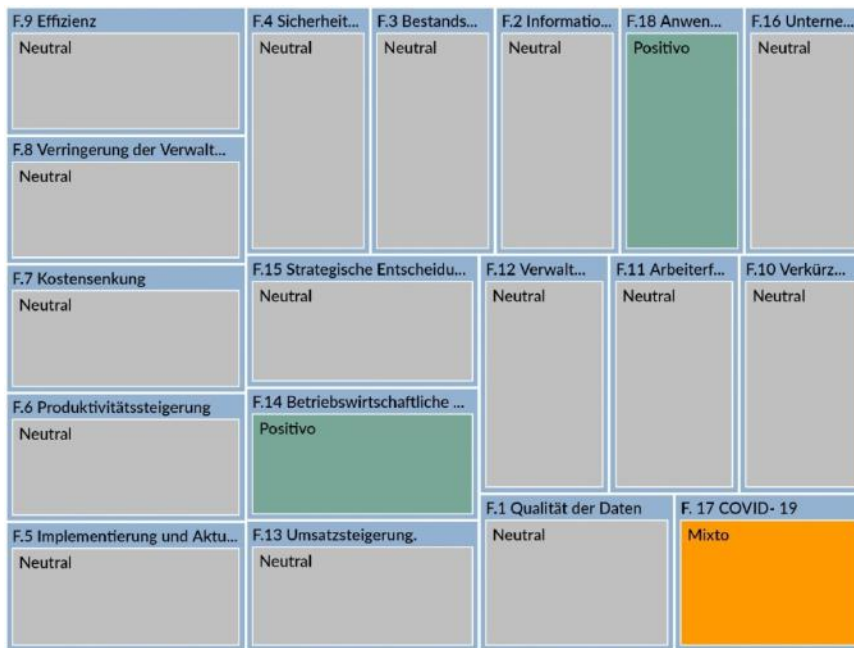 F.9 Effizienz
Neutral
F.8 Verringerung der Verwalt...
Neutral
F.7 Kostensenkung
Neutral
F.6 Produktivitätssteigerung
Neutral
F.5 Implementierung und Aktu...
Neutral
F.4 Sicherheit...
Neutral
F.3 Bestands...
Neutral
F.2 Informatio...
Neutral
F.18 Anwen...
Positivo
F.16 Unterne...
Neutral
F.15 Strategische Entscheidu...
Neutral
F.14 Betriebswirtschaftliche ...
Positivo
F.13 Umsatzsteigerung.
Neutral
F.12 Verwalt...
Neutral
F.11 Arbeiterf...
Neutral
F.10 Verkürz...
Neutral
F.1 Qualität der Daten
Neutral
F. 17 COVID- 19
Mixto